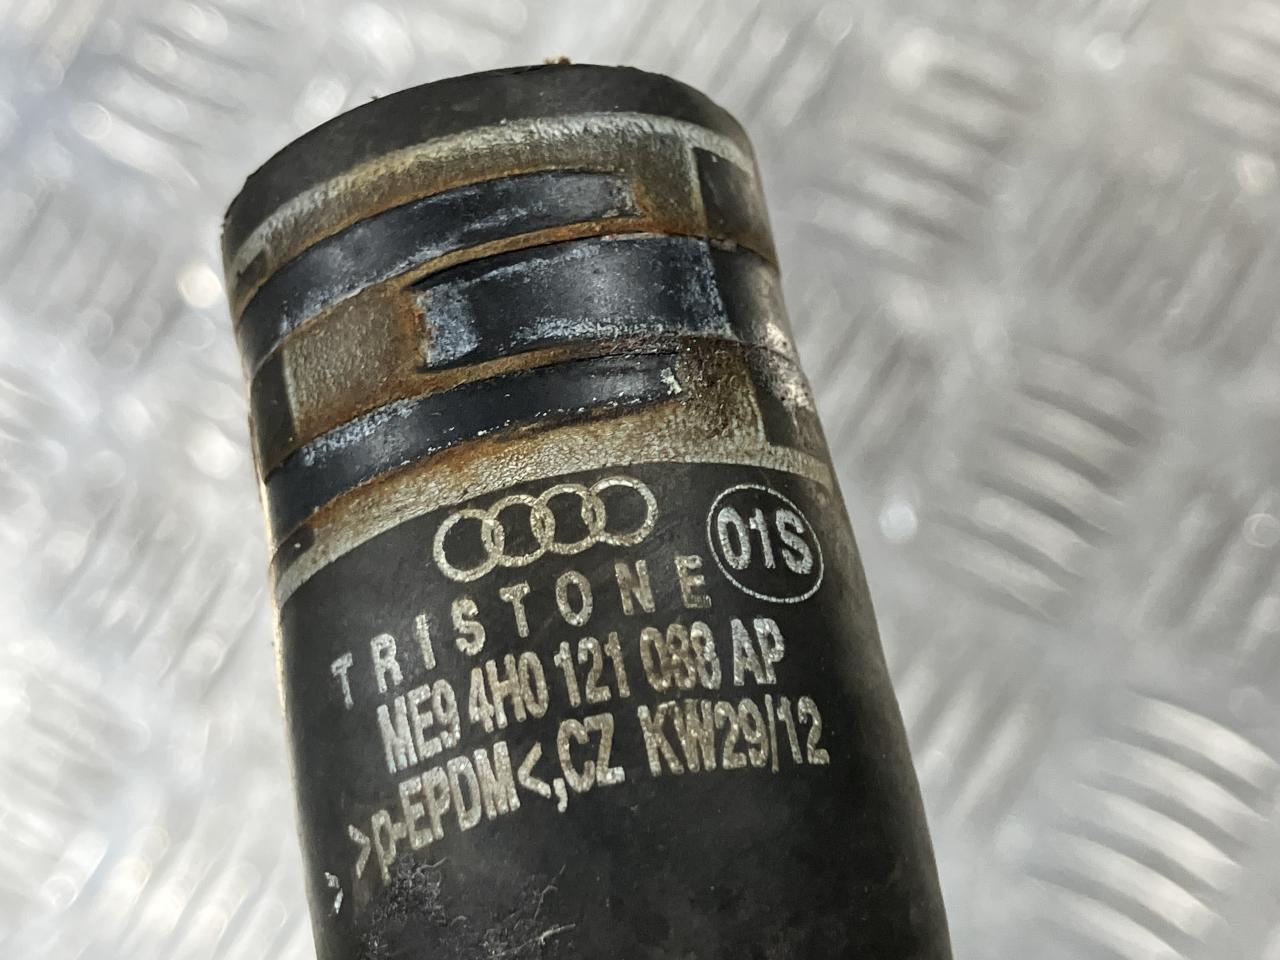 01S
TRISTONE
ME9 4H0 121 088 AP
>p-EPDM<,CZ KW29/12